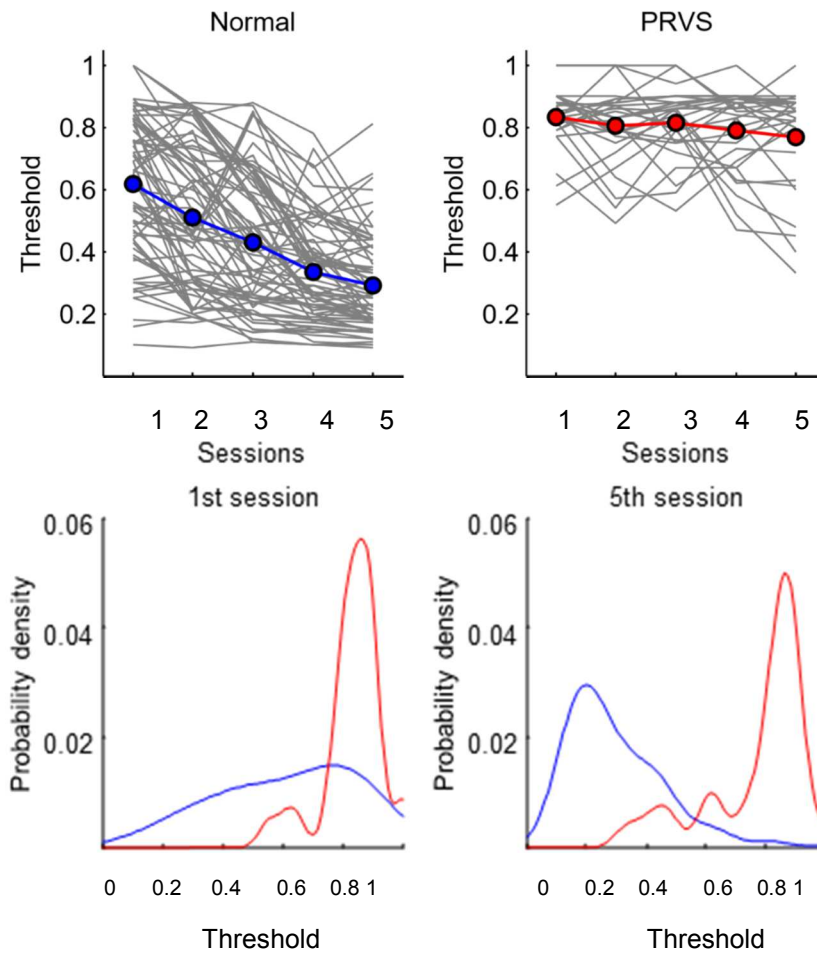 Normal
Threshold
1
0.8
0.6
0.4
0.2
1 2 3 4 5
Sessions
PRVS
Threshold
1
0.8
0.6
0.4
0.2
1 2 3 4 5
Sessions
1st session
Probability density
0.06
0.04
0.02
0 0.2 0.4 0.6 0.8 1
Threshold
5th session
Probability density
0.06
0.04
0.02
0 0.2 0.4 0.6 0.8 1
Threshold